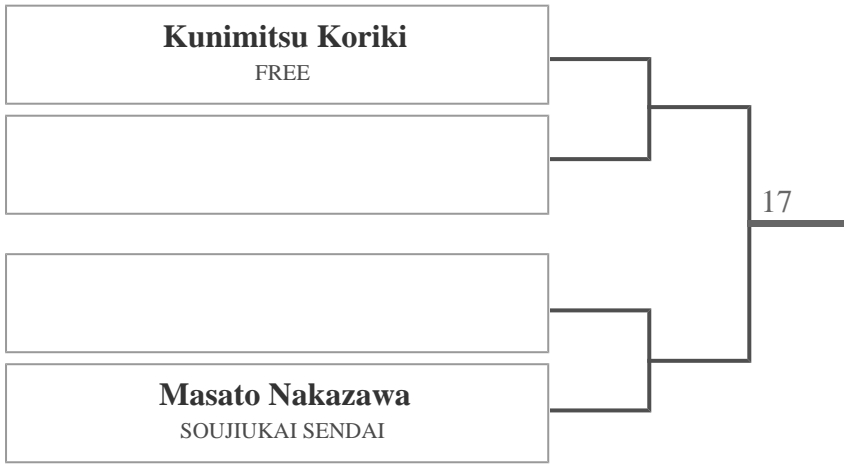 Kunimitsu Koriki
FREE
17
Masato Nakazawa
SOUJIUKAI SENDAI